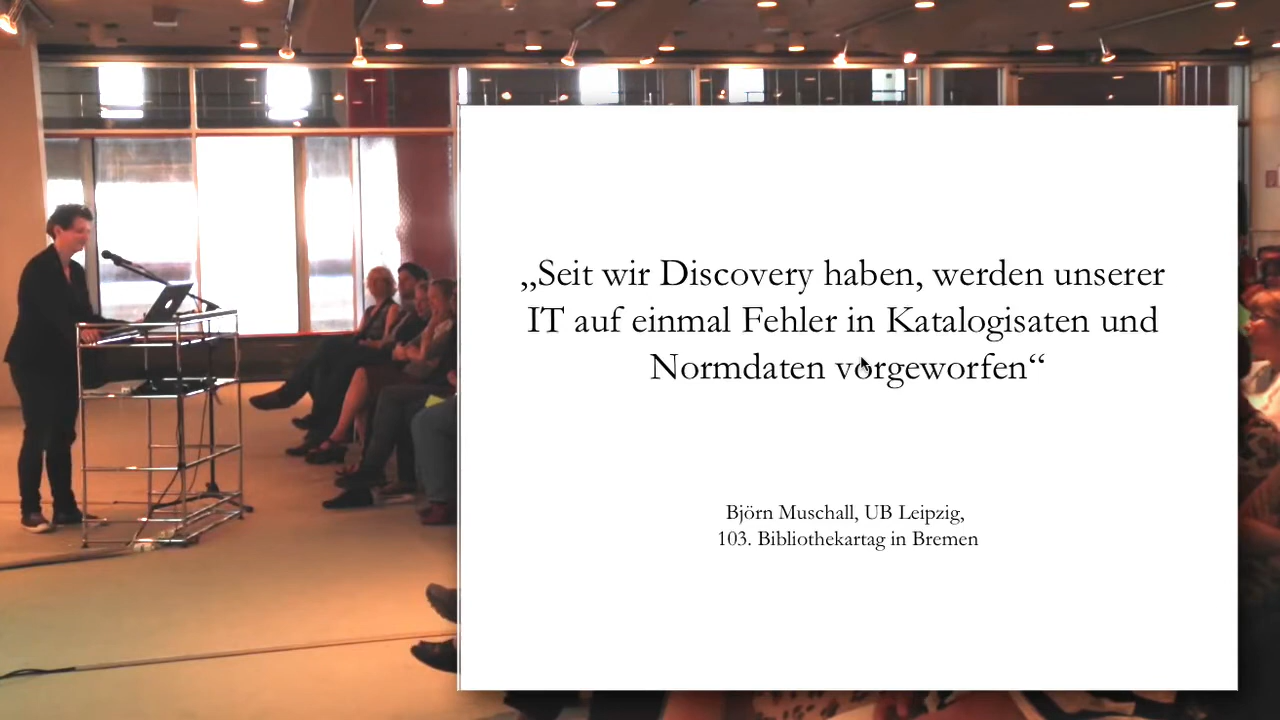 „Seit wir Discovery haben, werden unserer
IT auf einmal Fehler in Katalogisaten und
Normdaten vorgeworfen“
Björn Muschall, UB Leipzig,
103. Bibliothekartag in Bremen